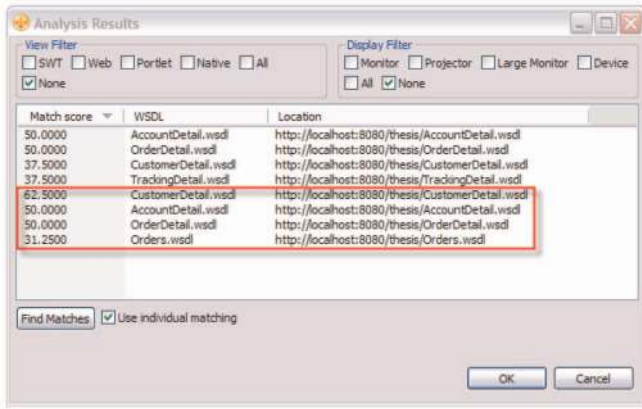 Analysis Results
View Filter
SWT Web Portlet Native All
None
Display Filter
Monitor Projector Large Monitor Device
All None
Match score WSDL Location
50.0000 AccountDetail.wsdl http://localhost:8080/thesis/AccountDetail.wsdl
50.0000 OrderDetail.wsdl http://localhost:8080/thesis/OrderDetail.wsdl
37.5000 CustomerDetail.wsdl http://localhost:8080/thesis/CustomerDetail.wsdl
37.5000 TrackingDetail.wsdl http://localhost:8080/thesis/TrackingDetail.wsdl
62.5000 CustomerDetail.wsdl http://localhost:8080/thesis/CustomerDetail.wsdl
50.0000 AccountDetail.wsdl http://localhost:8080/thesis/AccountDetail.wsdl
50.0000 OrderDetail.wsdl http://localhost:8080/thesis/OrderDetail.wsdl
31.2500 Orders.wsdl http://localhost:8080/thesis/Orders.wsdl
Find Matches Use individual matching
OK Cancel